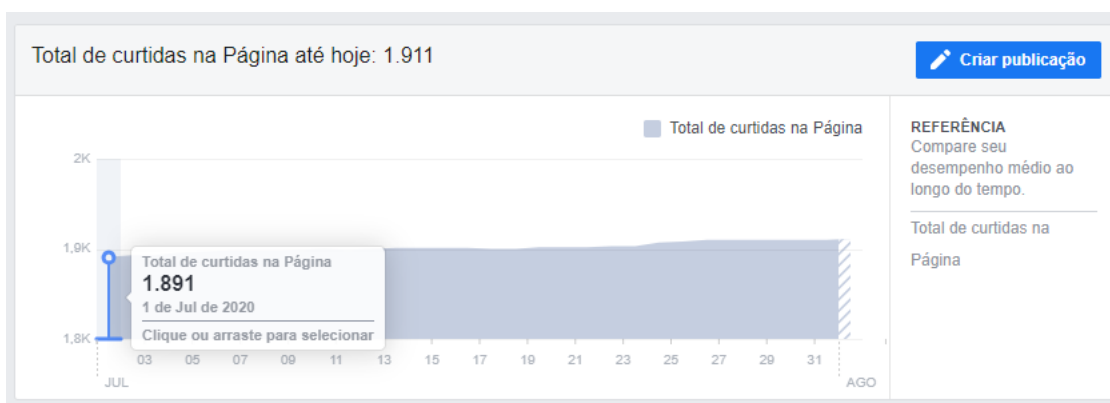 Total de curtidas na Página até hoje: 1.911
Criar publicação
Total de curtidas na Página
2K
1,9K
1,8K
Total de curtidas na Página
1.891
1 de Jul de 2020
Clique ou arraste para selecionar
03 05 07 09 11 13 15 17 19 21 23 25 27 29 31
JUL AGO
REFERÊNCIA
Compare seu
desempenho médio ao
longo do tempo.
Total de curtidas na
Página